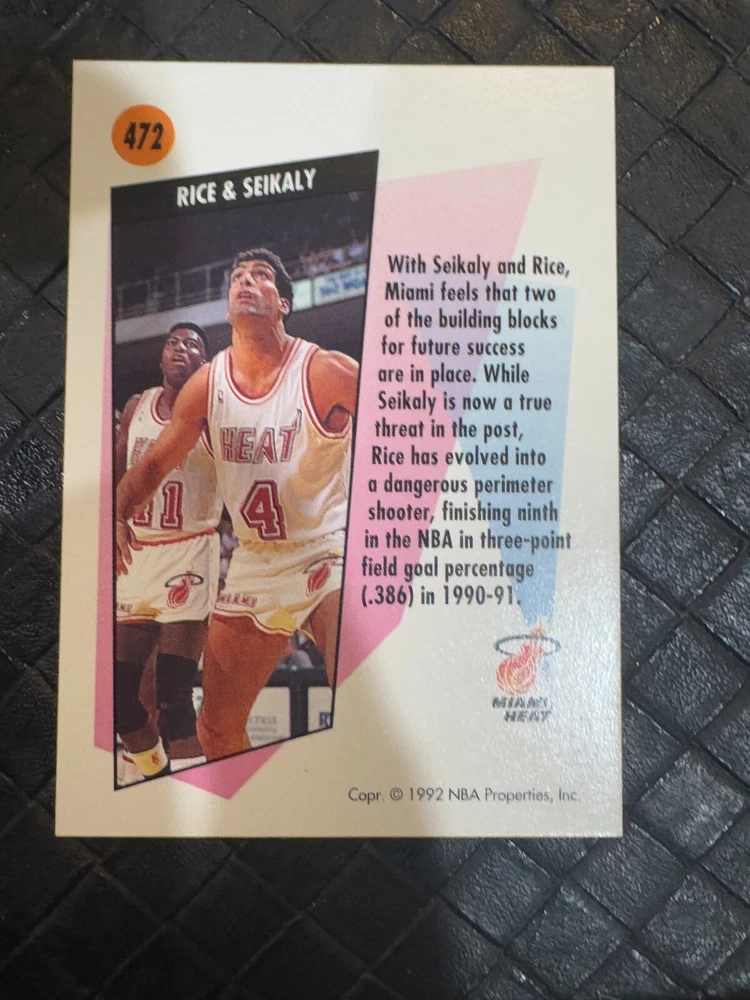 472
RICE & SEIKALY
With Seikaly and Rice,
Miami feels that two
of the building blocks
for future success
are in place. While
Seikaly is now a true
threat in the post,
Rice has evolved into
a dangerous perimeter
shooter, finishing ninth
in the NBA in three-point
field goal percentage
(.386) in 1990-91.
HEAT
4
MIAMI
HEAT
Copr. © 1992 NBA Properties, Inc.